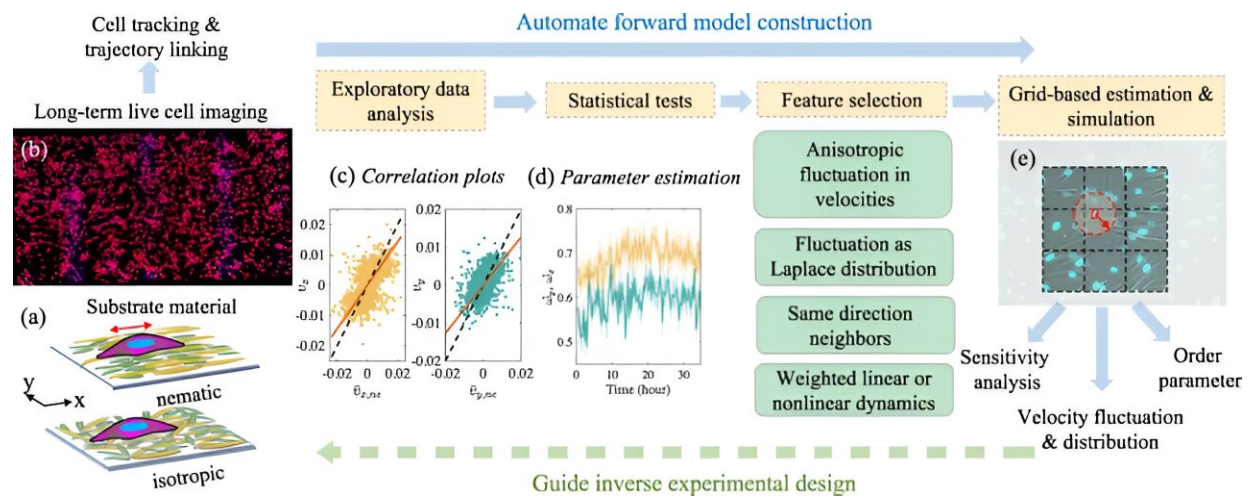 Cell tracking &
trajectory linking
Long-term live cell imaging
(b)
(a)
Substrate material
nematic
y
x
isotropic
Automate forward model construction
Exploratory data
analysis
Statistical tests
Feature selection
Grid-based estimation &
simulation
(c) Correlation plots
0.02
0.01
0
-0.01
-0.02
-0.02 0 0.02
0.02
0.01
0
-0.01
-0.02
-0.02 0 0.02
(d) Parameter estimation
0.8
0.7
0.6
0.5
0 10 20 30
Time (hour)
Anisotropic
fluctuation in
velocities
Fluctuation as
Laplace distribution
Same direction
neighbors
Weighted linear or
nonlinear dynamics
(e)
Sensitivity
analysis
Order
parameter
Velocity fluctuation
& distribution
Guide inverse experimental design